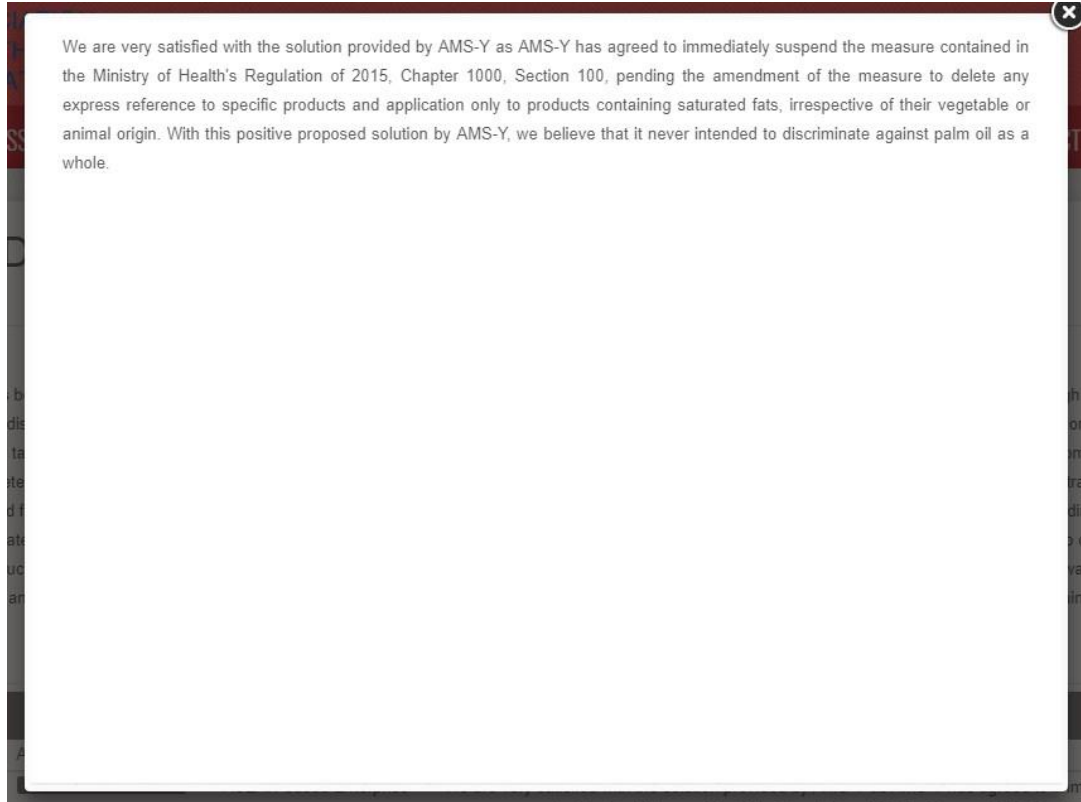 We are very satisfied with the solution provided by AMS-Y as AMS-Y has agreed to immediately suspend the measure contained in
the Ministry of Health's Regulation of 2015, Chapter 1000, Section 100, pending the amendment of the measure to delete any
express reference to specific products and application only to products containing saturated fats, irrespective of their vegetable or
animal origin. With this positive proposed solution by AMS-Y, we believe that it never intended to discriminate against palm oil as a
whole.